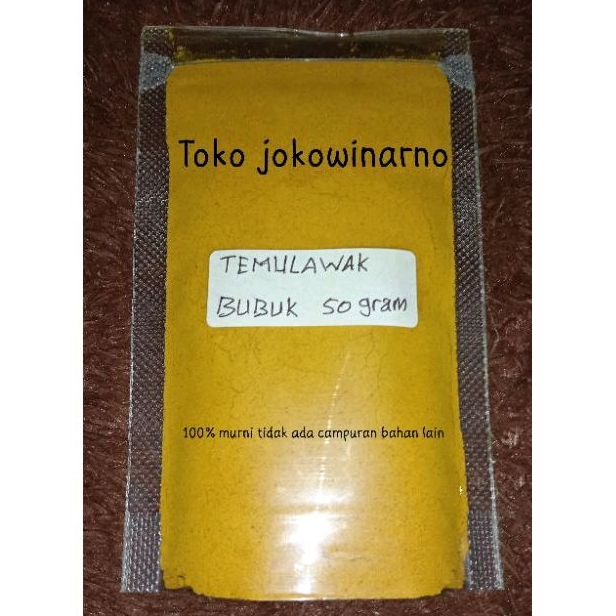 Toko jokowinarno
TEMULAWAK
BUBUK 50 gram
100% murni tidak ada campuran bahan lain